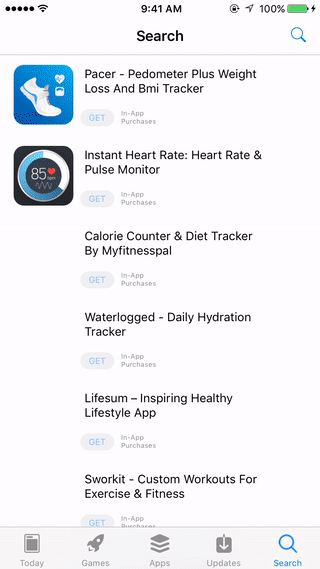 9:41 AM
100%
Search
Pacer - Pedometer Plus Weight
Loss And Bmi Tracker
GET
In-App
Purchases
85
Instant Heart Rate: Heart Rate &
Pulse Monitor
GET
In-App
Purchases
Calorie Counter & Diet Tracker
By Myfitnesspal
GET
In-App
Purchases
Waterlogged - Daily Hydration
Tracker
GET
In-App
Purchases
Lifesum – Inspiring Healthy
Lifestyle App
GET
In-App
Purchases
Sworkit - Custom Workouts For
Exercise & Fitness
GET
In-App
Purchases
Today
Games
Apps
Updates
Search